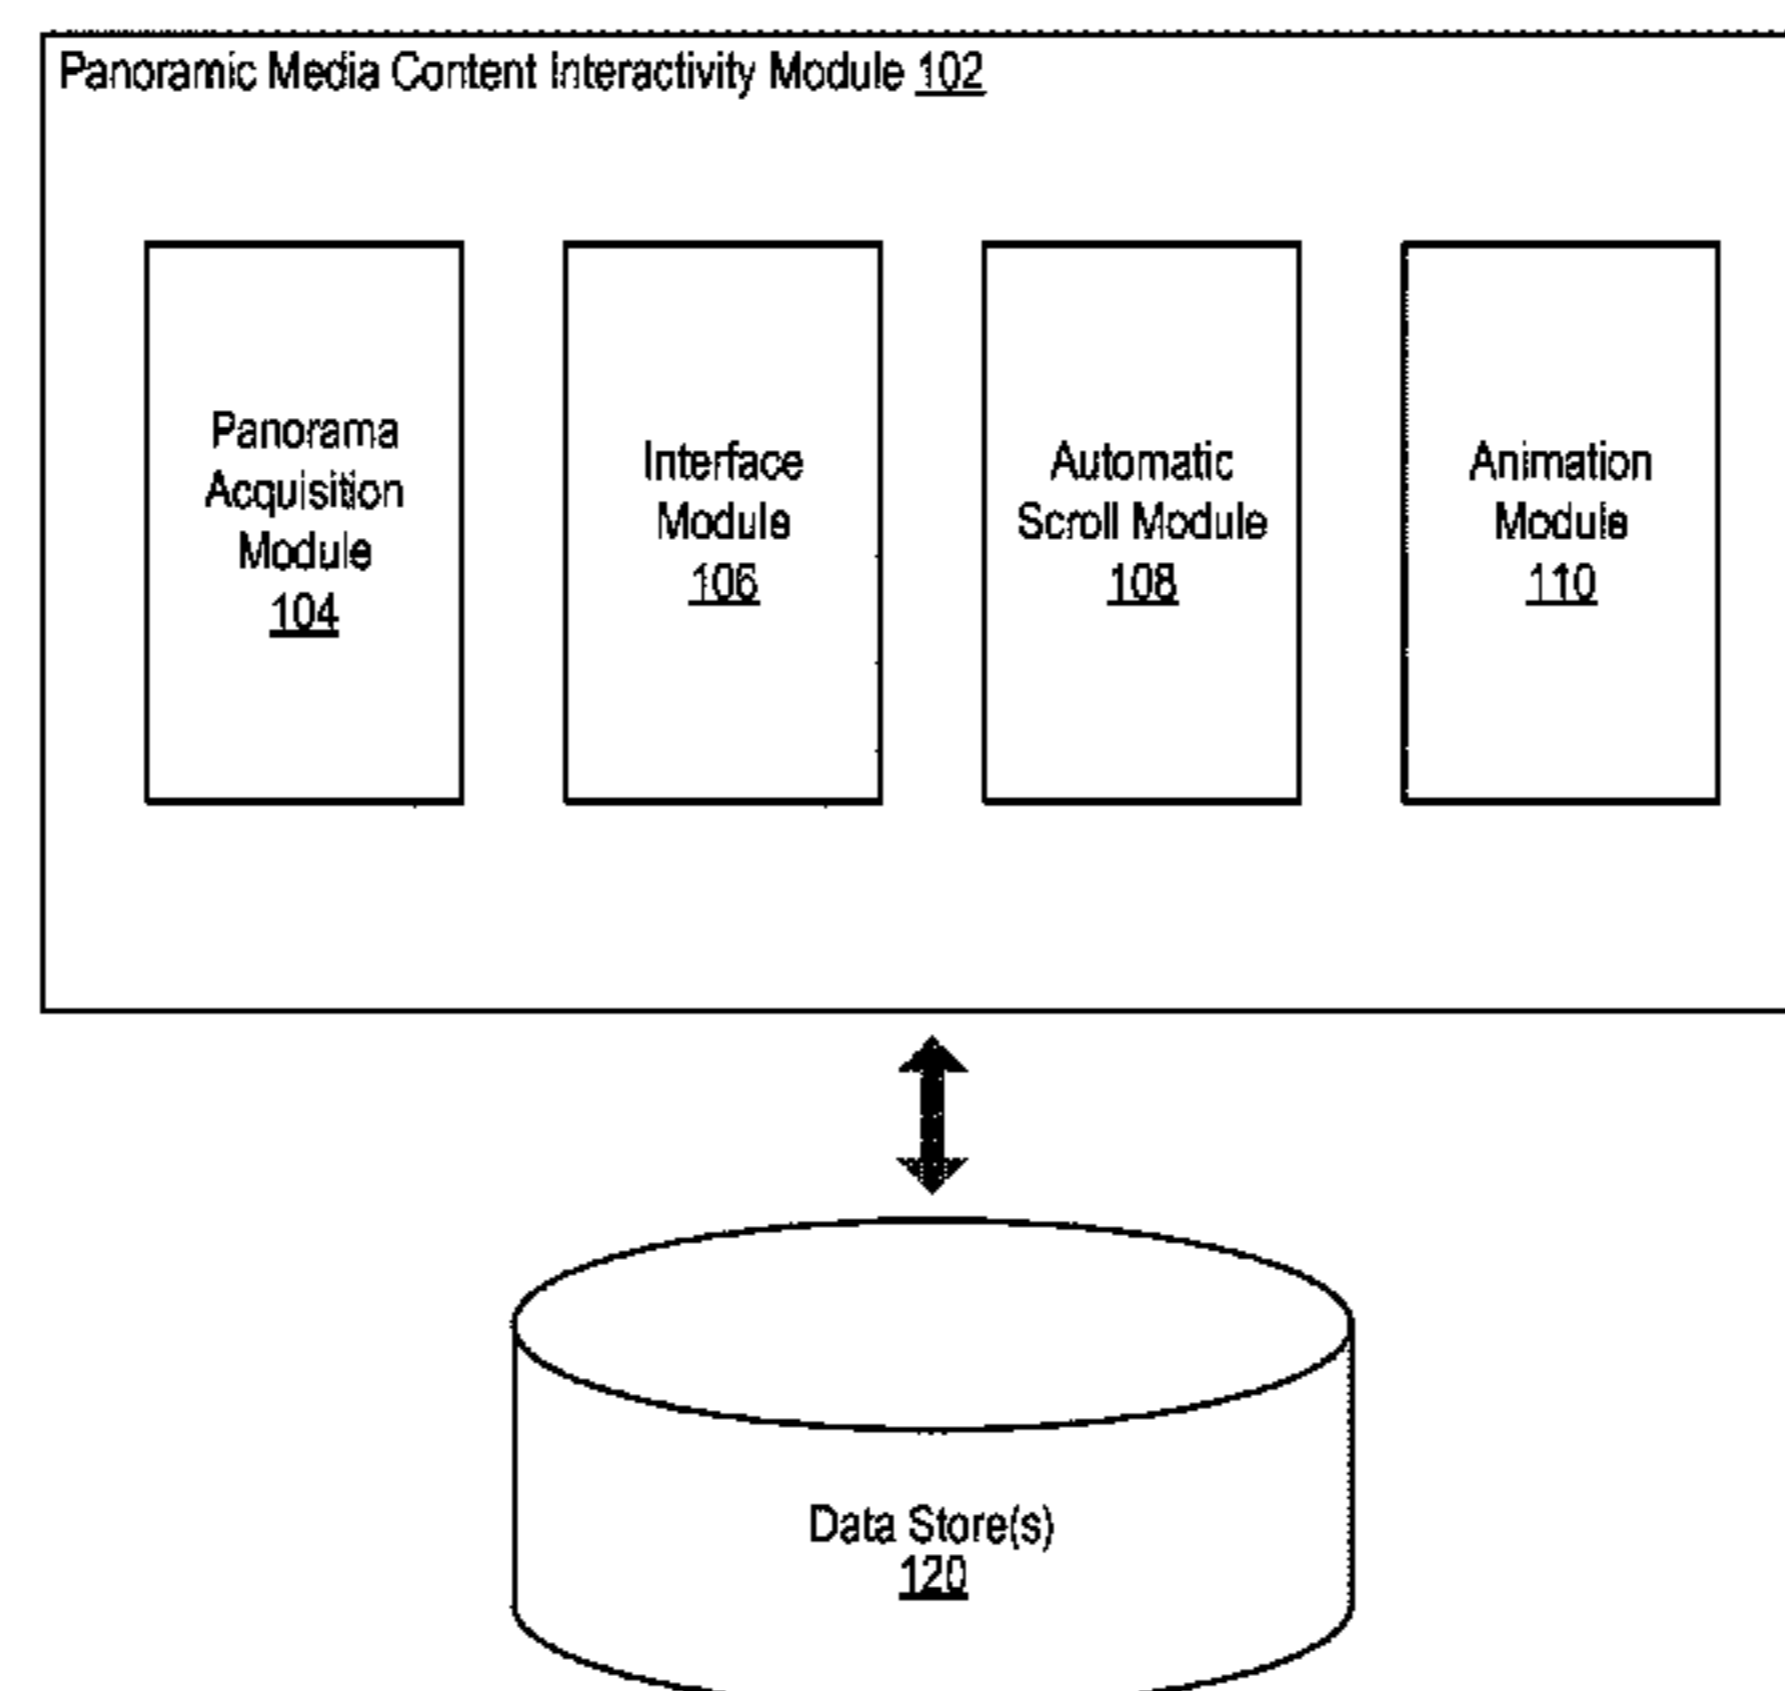 Panoramic Media Content Interactivity Module 102
Panorama
Acquisition
Module
104
Interface
Module
106
Automatic
Scroll Module
108
Animation
Module
110
Data Store(s)
120